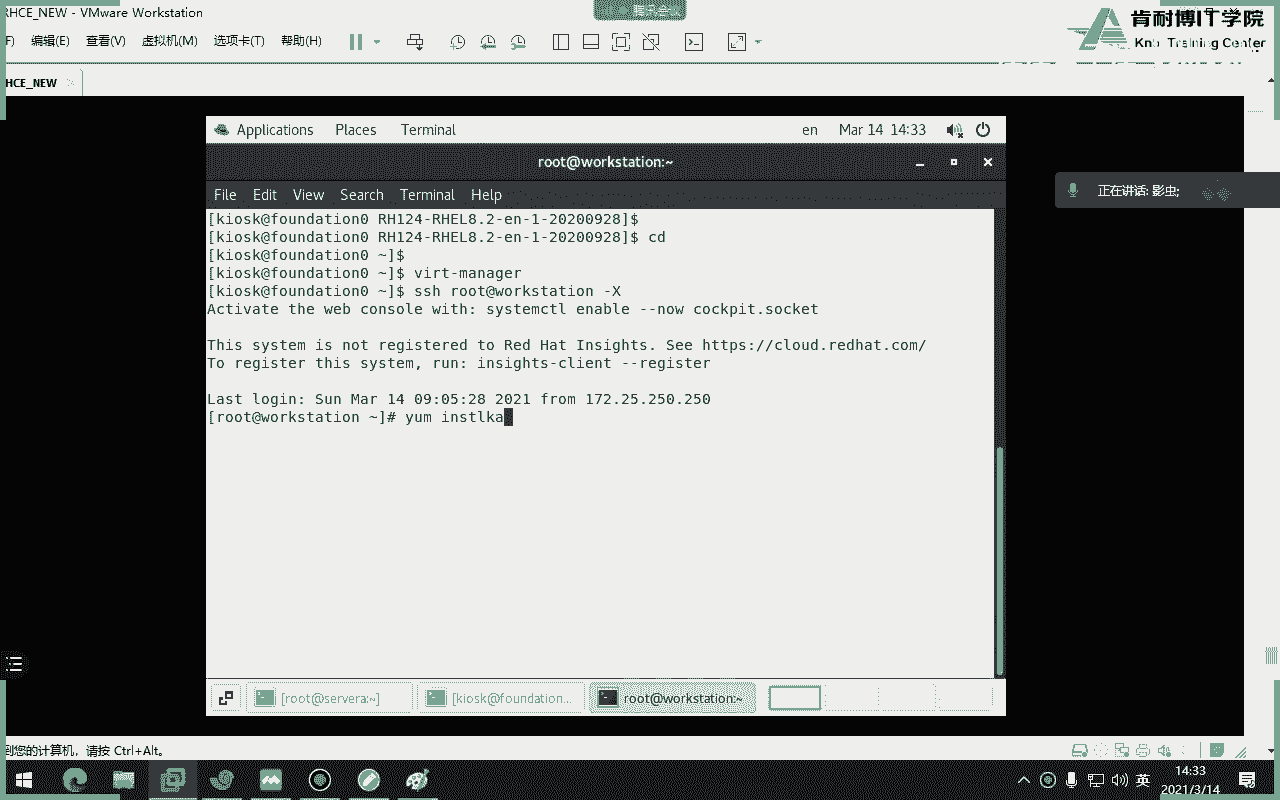 RHCE_NEW - VMware Workstation
腾讯会议
肯耐博IT学院
Knb Training Center
F) 编辑(E) 查看(V) 虚拟机(M) 选项卡(T) 帮助(H)
HCE_NEW
Applications Places Terminal en Mar 14 14:33
root@workstation:~
正在讲话: 影虫;
File Edit View Search Terminal Help
[kiosk@foundation0 RH124-RHEL8.2-en-1-20200928]$
[kiosk@foundation0 RH124-RHEL8.2-en-1-20200928]$ cd
[kiosk@foundation0 ~]$
[kiosk@foundation0 ~]$ virt-manager
[kiosk@foundation0 ~]$ ssh root@workstation -X
Activate the web console with: systemctl enable --now cockpit.socket
This system is not registered to Red Hat Insights. See https://cloud.redhat.com/
To register this system, run: insights-client --register
Last login: Sun Mar 14 09:05:28 2021 from 172.25.250.250
[root@workstation ~]# yum instlka
[root@servera:~] [kiosk@foundation... root@workstation:~
到您的计算机，请按 Ctrl+Alt。
英
14:33
2021/3/14